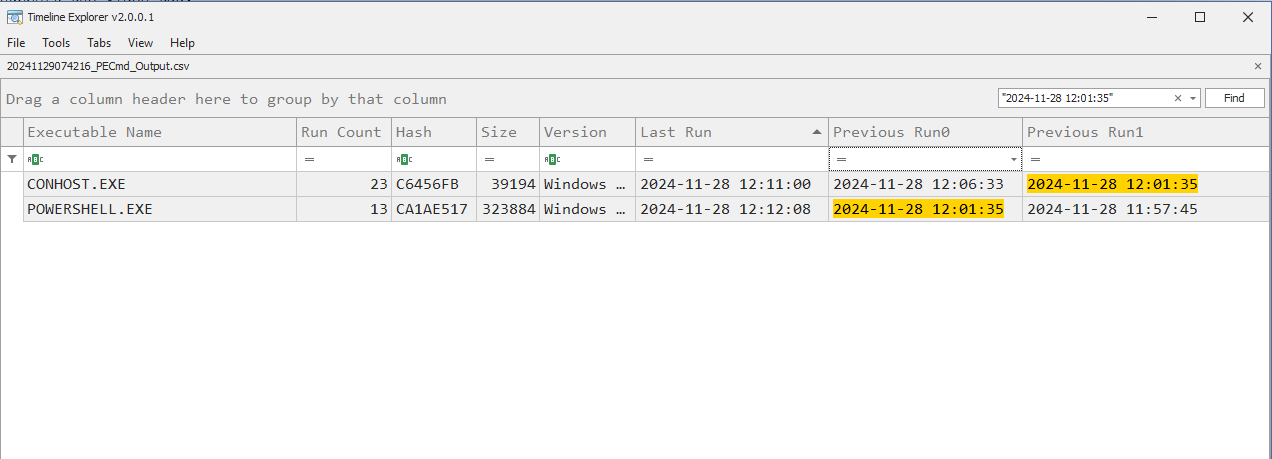 Timeline Explorer v2.0.0.1
File Tools Tabs View Help
20241129074216_PECmd_Output.csv
Drag a column header here to group by that column "2024-11-28 12:01:35" Find
Executable Name Run Count Hash Size Version Last Run Previous Run0 Previous Run1
= = = = =
CONHOST.EXE 23 C6456FB 39194 Windows … 2024-11-28 12:11:00 2024-11-28 12:06:33 2024-11-28 12:01:35
POWERSHELL.EXE 13 CA1AE517 323884 Windows … 2024-11-28 12:12:08 2024-11-28 12:01:35 2024-11-28 11:57:45